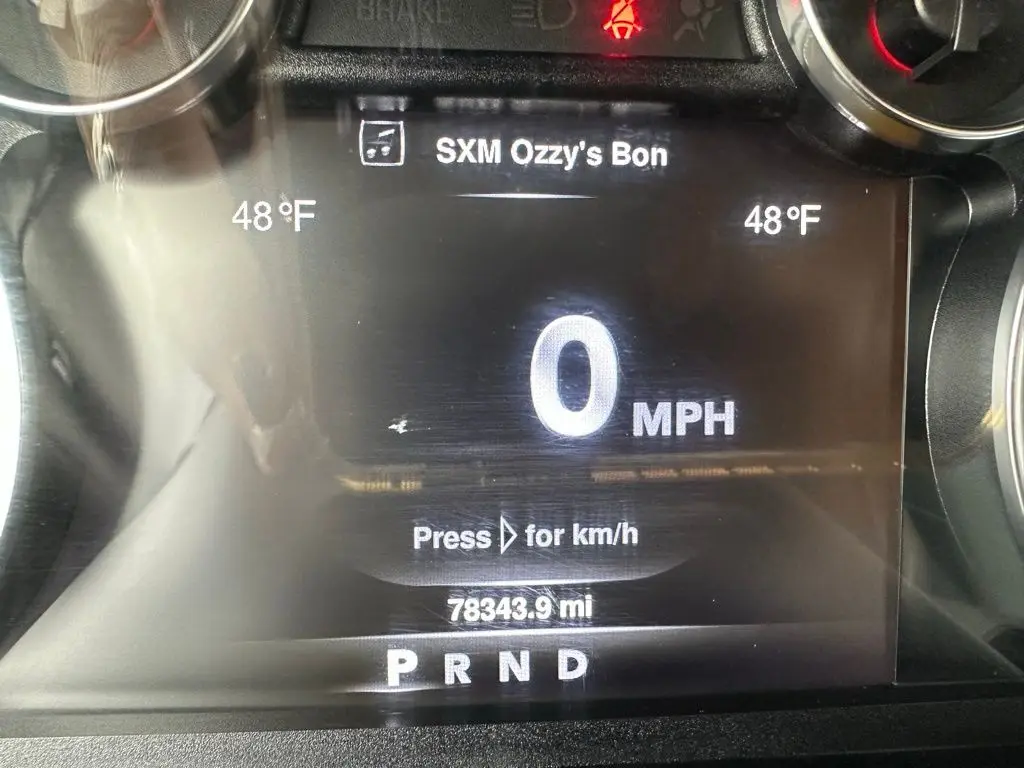 BRAKE
SXM Ozzy's Bon
48°F
48°F
0 MPH
Press ▷ for km/h
78343.9 mi
P R N D